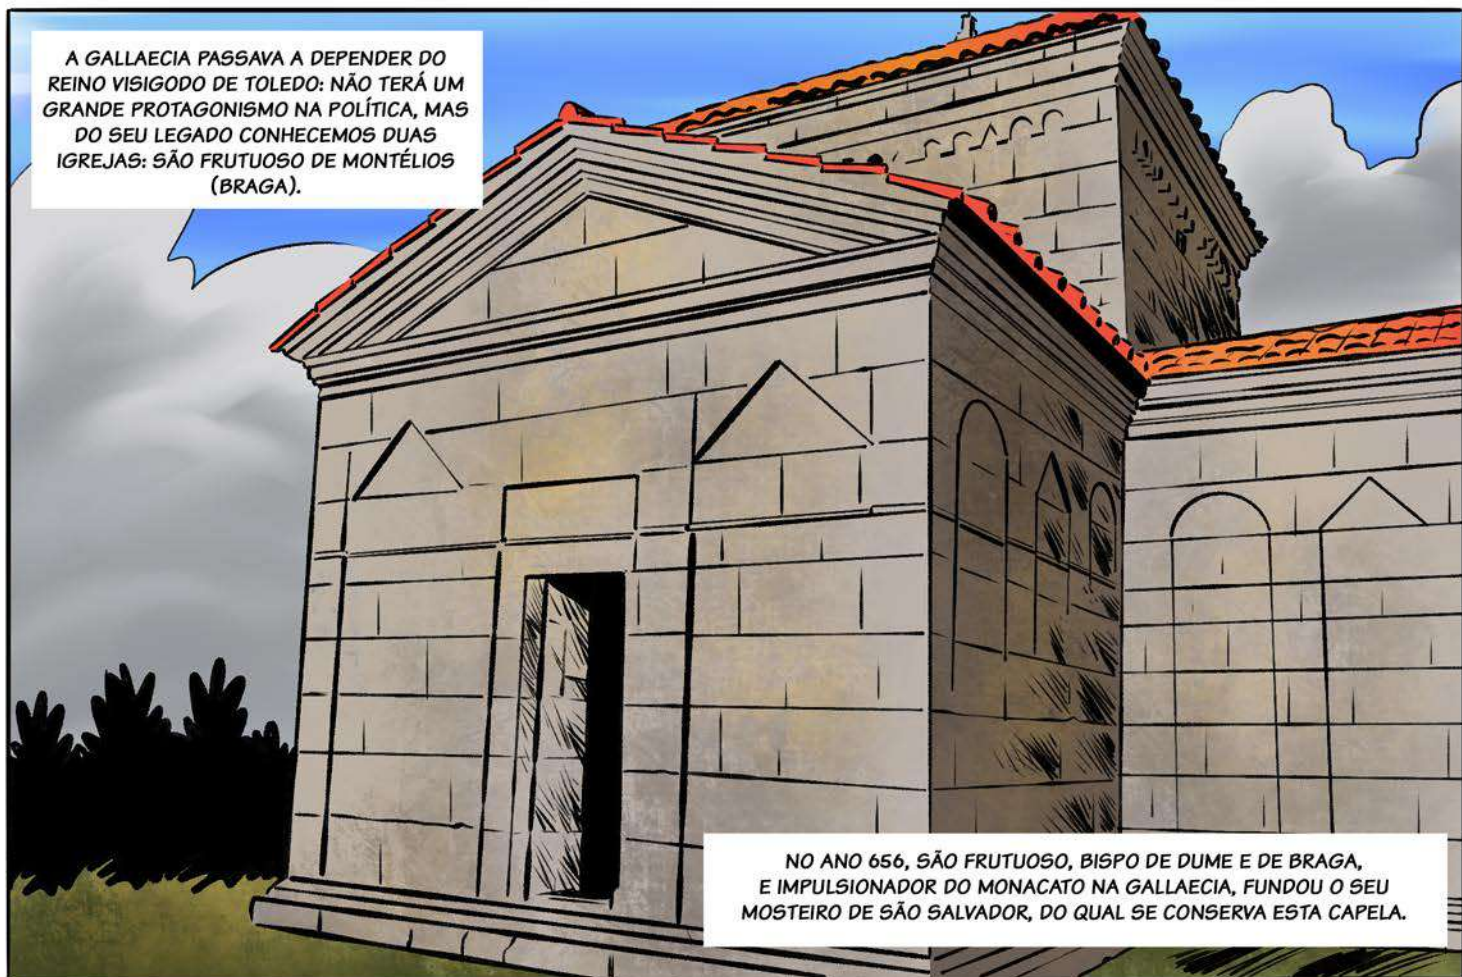 A GALLAECIA PASSAVA A DEPENDER DO
REINO VISIGODO DE TOLEDO: NÃO TERÁ UM
GRANDE PROTAGONISMO NA POLÍTICA, MAS
DO SEU LEGADO CONHECEMOS DUAS
IGREJAS: SÃO FRUTUOSO DE MONTÉLIOS
(BRAGA).
NO ANO 656, SÃO FRUTUOSO, BISPO DE DUME E DE BRAGA,
E IMPULSIONADOR DO MONACATO NA GALLAECIA, FUNDOU O SEU
MOSTEIRO DE SÃO SALVADOR, DO QUAL SE CONSERVA ESTA CAPELA.